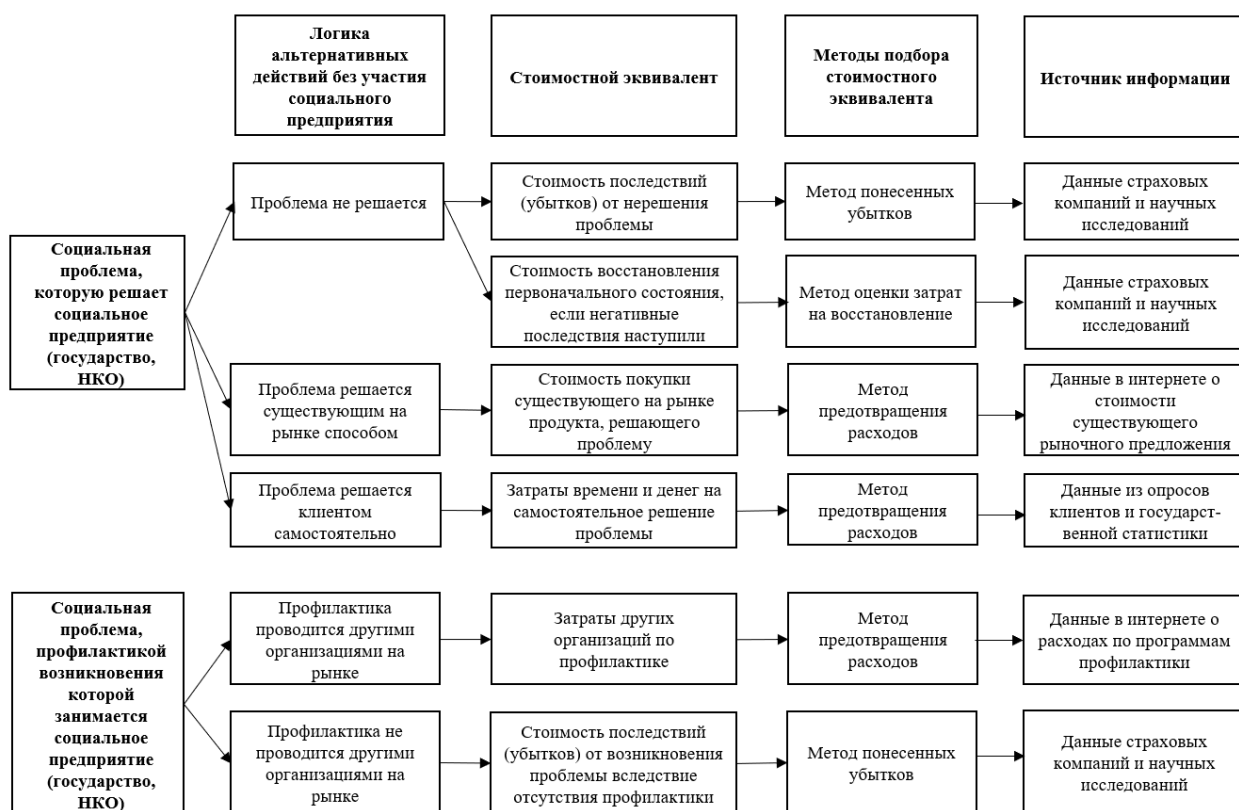 Логика
альтернативных
действий без участия
социального
предприятия
Стоимостной эквивалент
Методы подбора
стоимостного
эквивалента
Источник информации
Социальная
проблема,
которую решает
социальное
предприятие
(государство,
НКО)
Проблема не решается
Стоимость последствий
(убытков) от нерешения
проблемы
Метод понесенных
убытков
Данные страховых
компаний и научных
исследований
Стоимость восстановления
первоначального состояния,
если негативные
последствия наступили
Метод оценки затрат
на восстановление
Данные страховых
компаний и научных
исследований
Проблема решается
существующим на
рынке способом
Стоимость покупки
существующего на рынке
продукта, решающего
проблему
Метод
предотвращения
расходов
Данные в интернете о
стоимости
существующего
рыночного предложения
Проблема решается
клиентом
самостоятельно
Затраты времени и денег на
самостоятельное решение
проблемы
Метод
предотвращения
расходов
Данные из опросов
клиентов и государст-
венной статистики
Социальная
проблема,
профилактикой
возникновения
которой
занимается
социальное
предприятие
(государство,
НКО)
Профилактика
проводится другими
организациями на
рынке
Затраты других
организаций по
профилактике
Метод
предотвращения
расходов
Данные в интернете о
расходах по программам
профилактики
Профилактика не
проводится другими
организациями на
рынке
Стоимость последствий
(убытков) от возникновения
проблемы вследствие
отсутствия профилактики
Метод понесенных
убытков
Данные страховых
компаний и научных
исследований